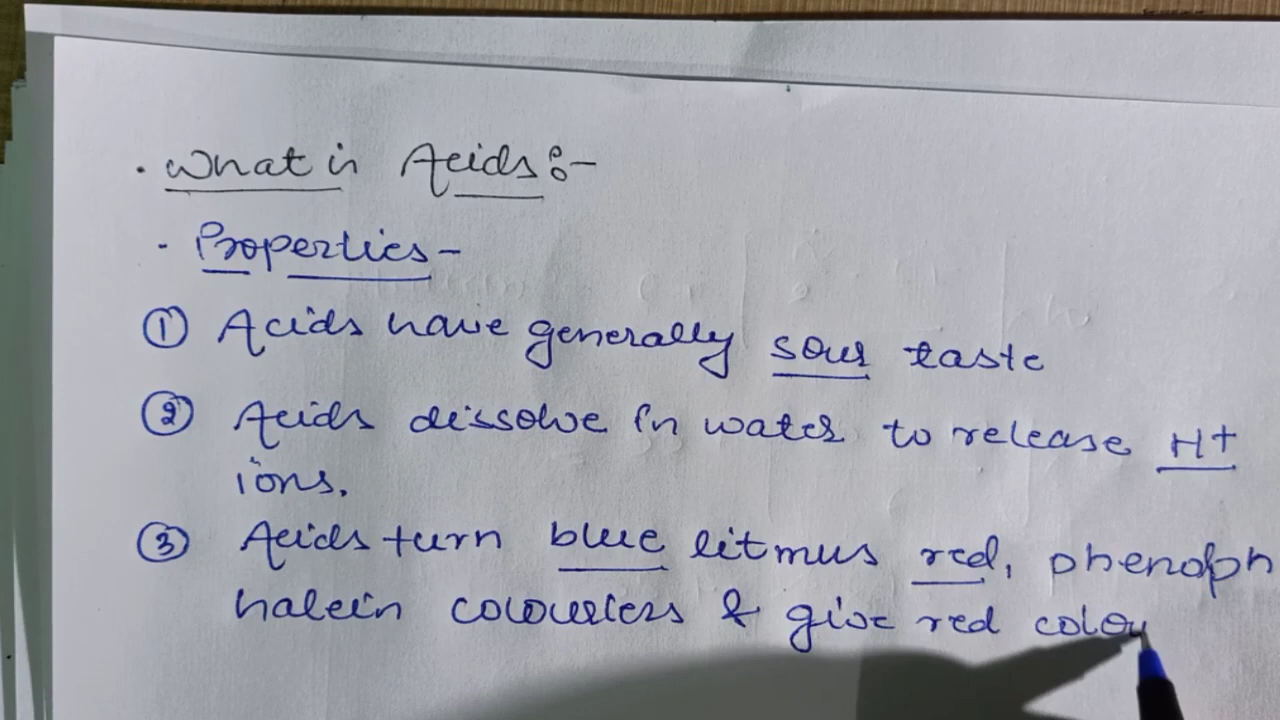 . What is Acids :-
- Properties -
① Acids have generally sour taste
② Acids dissolve in water to release H+
ions.
③ Acids turn blue litmus red, phenolph
halein colourless & give red colou